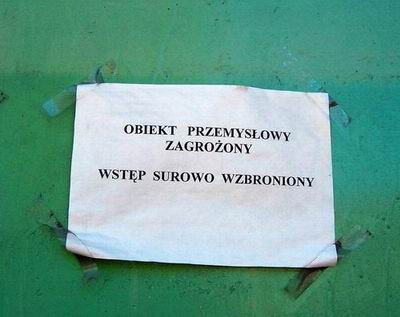 OBIEKT PRZEMYSŁOWY
ZAGROŻONY
WSTĘP SUROWO WZBRONIONY